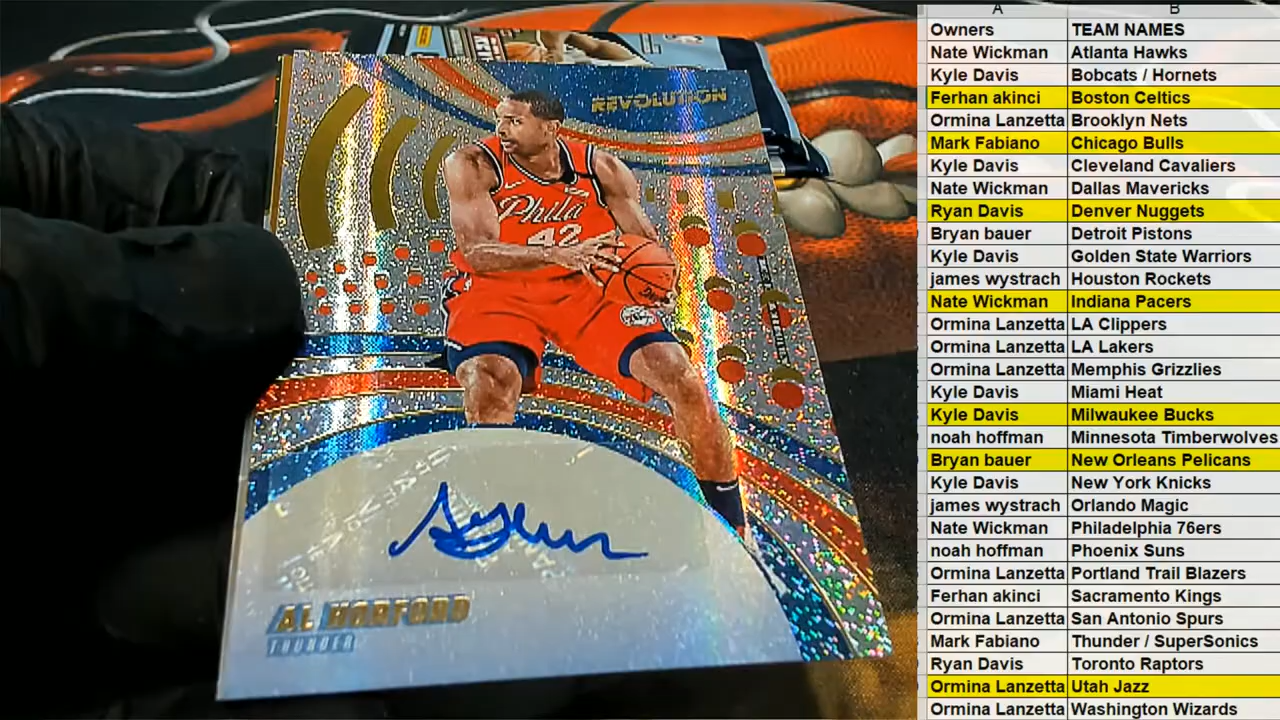 REVOLUTION
Phila
42
AL HORFORD
THUNDER
A B
Owners TEAM NAMES
Nate Wickman Atlanta Hawks
Kyle Davis Bobcats / Hornets
Ferhan akinci Boston Celtics
Ormina Lanzetta Brooklyn Nets
Mark Fabiano Chicago Bulls
Kyle Davis Cleveland Cavaliers
Nate Wickman Dallas Mavericks
Ryan Davis Denver Nuggets
Bryan bauer Detroit Pistons
Kyle Davis Golden State Warriors
james wystrach Houston Rockets
Nate Wickman Indiana Pacers
Ormina Lanzetta LA Clippers
Ormina Lanzetta LA Lakers
Ormina Lanzetta Memphis Grizzlies
Kyle Davis Miami Heat
Kyle Davis Milwaukee Bucks
noah hoffman Minnesota Timberwolves
Bryan bauer New Orleans Pelicans
Kyle Davis New York Knicks
james wystrach Orlando Magic
Nate Wickman Philadelphia 76ers
noah hoffman Phoenix Suns
Ormina Lanzetta Portland Trail Blazers
Ferhan akinci Sacramento Kings
Ormina Lanzetta San Antonio Spurs
Mark Fabiano Thunder / SuperSonics
Ryan Davis Toronto Raptors
Ormina Lanzetta Utah Jazz
Ormina Lanzetta Washington Wizards